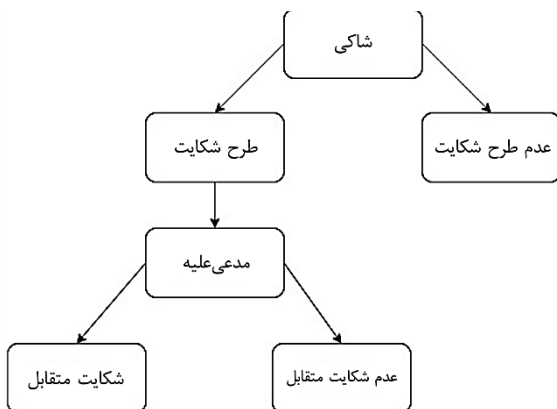 شاکی
طرح شکایت
عدم طرح شکایت
مدعی‌علیه
شکایت متقابل
عدم شکایت متقابل